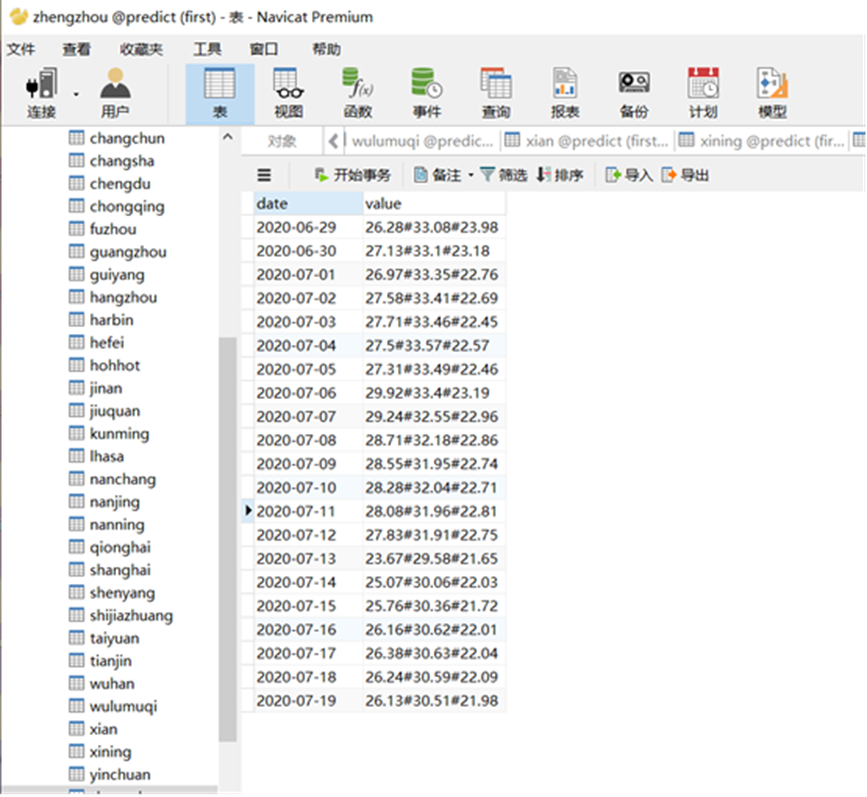 zhengzhou @predict (first) - 表 - Navicat Premium
文件 查看 收藏夹 工具 窗口 帮助
连接 用户 表 视图 函数 事件 查询 报表 备份 计划 模型
对象 wulumuqi @predic... xian @predict (first... xining @predict (fir...
开始事务 备注 筛选 排序 导入 导出
changchun
changsha
chengdu
chongqing
fuzhou
guangzhou
guiyang
hangzhou
harbin
hefei
hohhot
jinan
jiuquan
kunming
lhasa
nanchang
nanjing
nanning
qionghai
shanghai
shenyang
shijiazhuang
taiyuan
tianjin
wuhan
wulumuqi
xian
xining
yinchuan
date value
2020-06-29 26.28#33.08#23.98
2020-06-30 27.13#33.1#23.18
2020-07-01 26.97#33.35#22.76
2020-07-02 27.58#33.41#22.69
2020-07-03 27.71#33.46#22.45
2020-07-04 27.5#33.57#22.57
2020-07-05 27.31#33.49#22.46
2020-07-06 29.92#33.4#23.19
2020-07-07 29.24#32.55#22.96
2020-07-08 28.71#32.18#22.86
2020-07-09 28.55#31.95#22.74
2020-07-10 28.28#32.04#22.71
2020-07-11 28.08#31.96#22.81
2020-07-12 27.83#31.91#22.75
2020-07-13 23.67#29.58#21.65
2020-07-14 25.07#30.06#22.03
2020-07-15 25.76#30.36#21.72
2020-07-16 26.16#30.62#22.01
2020-07-17 26.38#30.63#22.04
2020-07-18 26.24#30.59#22.09
2020-07-19 26.13#30.51#21.98